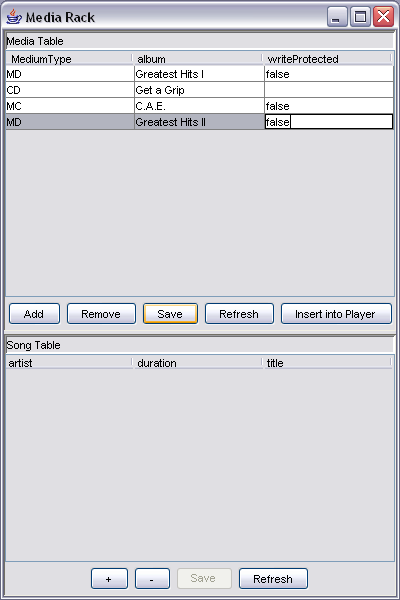 Media Rack
Media Table
MediumType album writeProtected
MD Greatest Hits I false
CD Get a Grip
MC C.A.E. false
MD Greatest Hits II false
Add Remove Save Refresh Insert into Player
Song Table
artist duration title
+ - Save Refresh